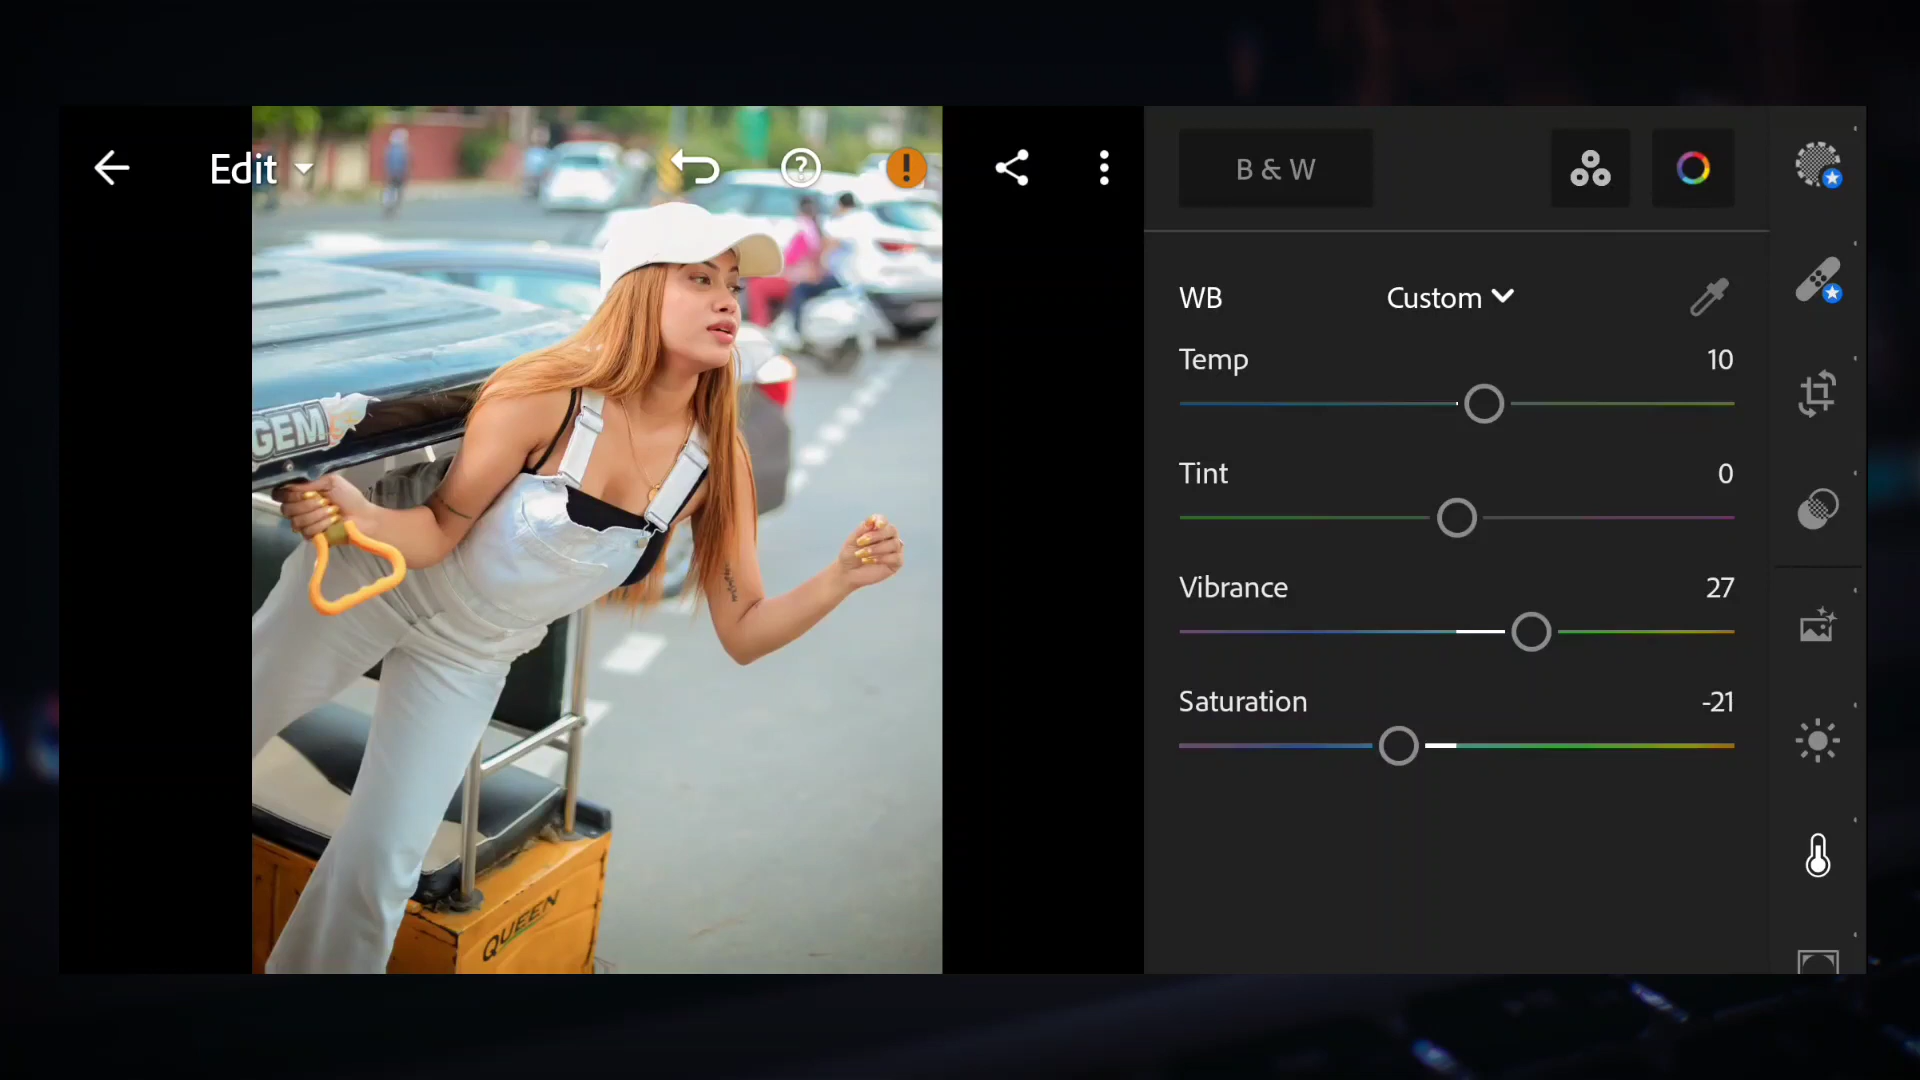 Edit
B & W
WB
Custom
Temp
10
Tint
0
Vibrance
27
Saturation
-21
GEM
QUEEN